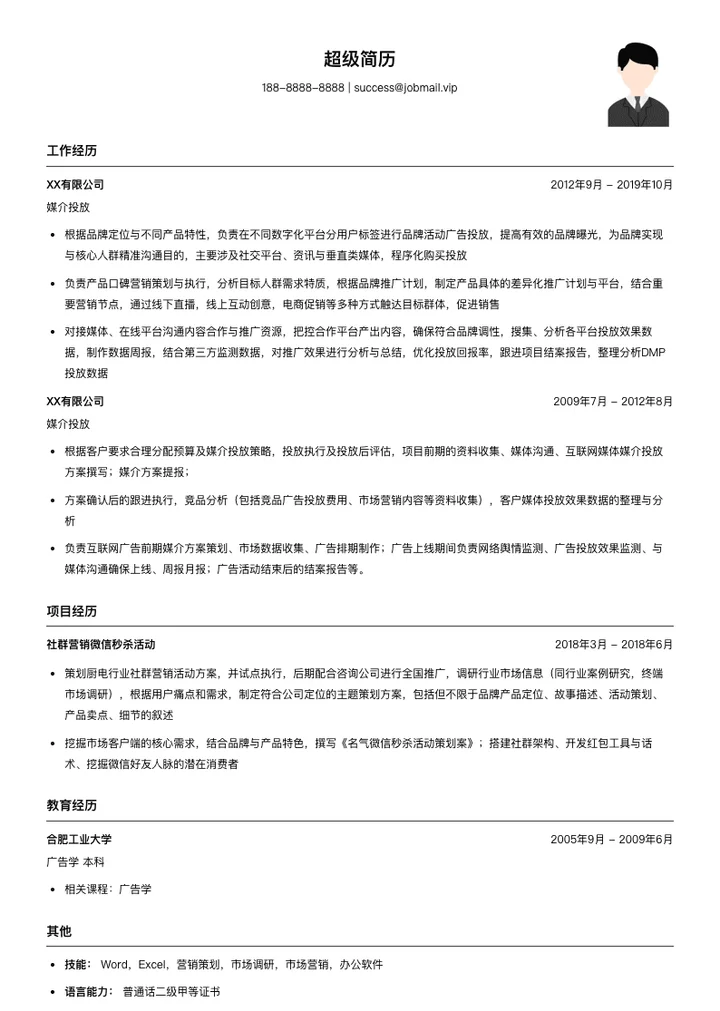 超级简历
188-8888-8888 | success@jobmail.vip
工作经历
XX有限公司 2012年9月 - 2019年10月
媒介投放
• 根据品牌定位与不同产品特性，负责在不同数字化平台分用户标签进行品牌活动广告投放，提高有效的品牌曝光，为品牌实现
与核心人群精准沟通目的，主要涉及社交平台、资讯与垂直类媒体，程序化购买投放
• 负责产品口碑营销策划与执行，分析目标人群需求特质，根据品牌推广计划，制定产品具体的差异化推广计划与平台，结合重
要营销节点，通过线下直播，线上互动创意，电商促销等多种方式触达目标群体，促进销售
• 对接媒体、在线平台沟通内容合作与推广资源，把控合作平台产出内容，确保符合品牌调性，搜集、分析各平台投放效果数
据，制作数据周报，结合第三方监测数据，对推广效果进行分析与总结，优化投放回报率，跟进项目结案报告，整理分析DMP
投放数据
XX有限公司 2009年7月 - 2012年8月
媒介投放
• 根据客户要求合理分配预算及媒介投放策略，投放执行及投放后评估，项目前期的资料收集、媒体沟通、互联网媒体媒介投放
方案撰写；媒介方案提报；
• 方案确认后的跟进执行，竞品分析（包括竞品广告投放费用、市场营销内容等资料收集），客户媒体投放效果数据的整理与分
析
• 负责互联网广告前期媒介方案策划、市场数据收集、广告排期制作；广告上线期间负责网络舆情监测、广告投放效果监测、与
媒体沟通确保上线、周报月报；广告活动结束后的结案报告等。
项目经历
社群营销微信秒杀活动 2018年3月 - 2018年6月
• 策划厨电行业社群营销活动方案，并试点执行，后期配合咨询公司进行全国推广，调研行业市场信息（同行业案例研究，终端
市场调研），根据用户痛点和需求，制定符合公司定位的主题策划方案，包括但不限于品牌产品定位、故事描述、活动策划、
产品卖点、细节的叙述
• 挖掘市场客户端的核心需求，结合品牌与产品特色，撰写《名气微信秒杀活动策划案》；搭建社群架构、开发红包工具与话
术、挖掘微信好友人脉的潜在消费者
教育经历
合肥工业大学 2005年9月 - 2009年6月
广告学 本科
• 相关课程：广告学
其他
• 技能： Word，Excel，营销策划，市场调研，市场营销，办公软件
• 语言能力： 普通话二级甲等证书